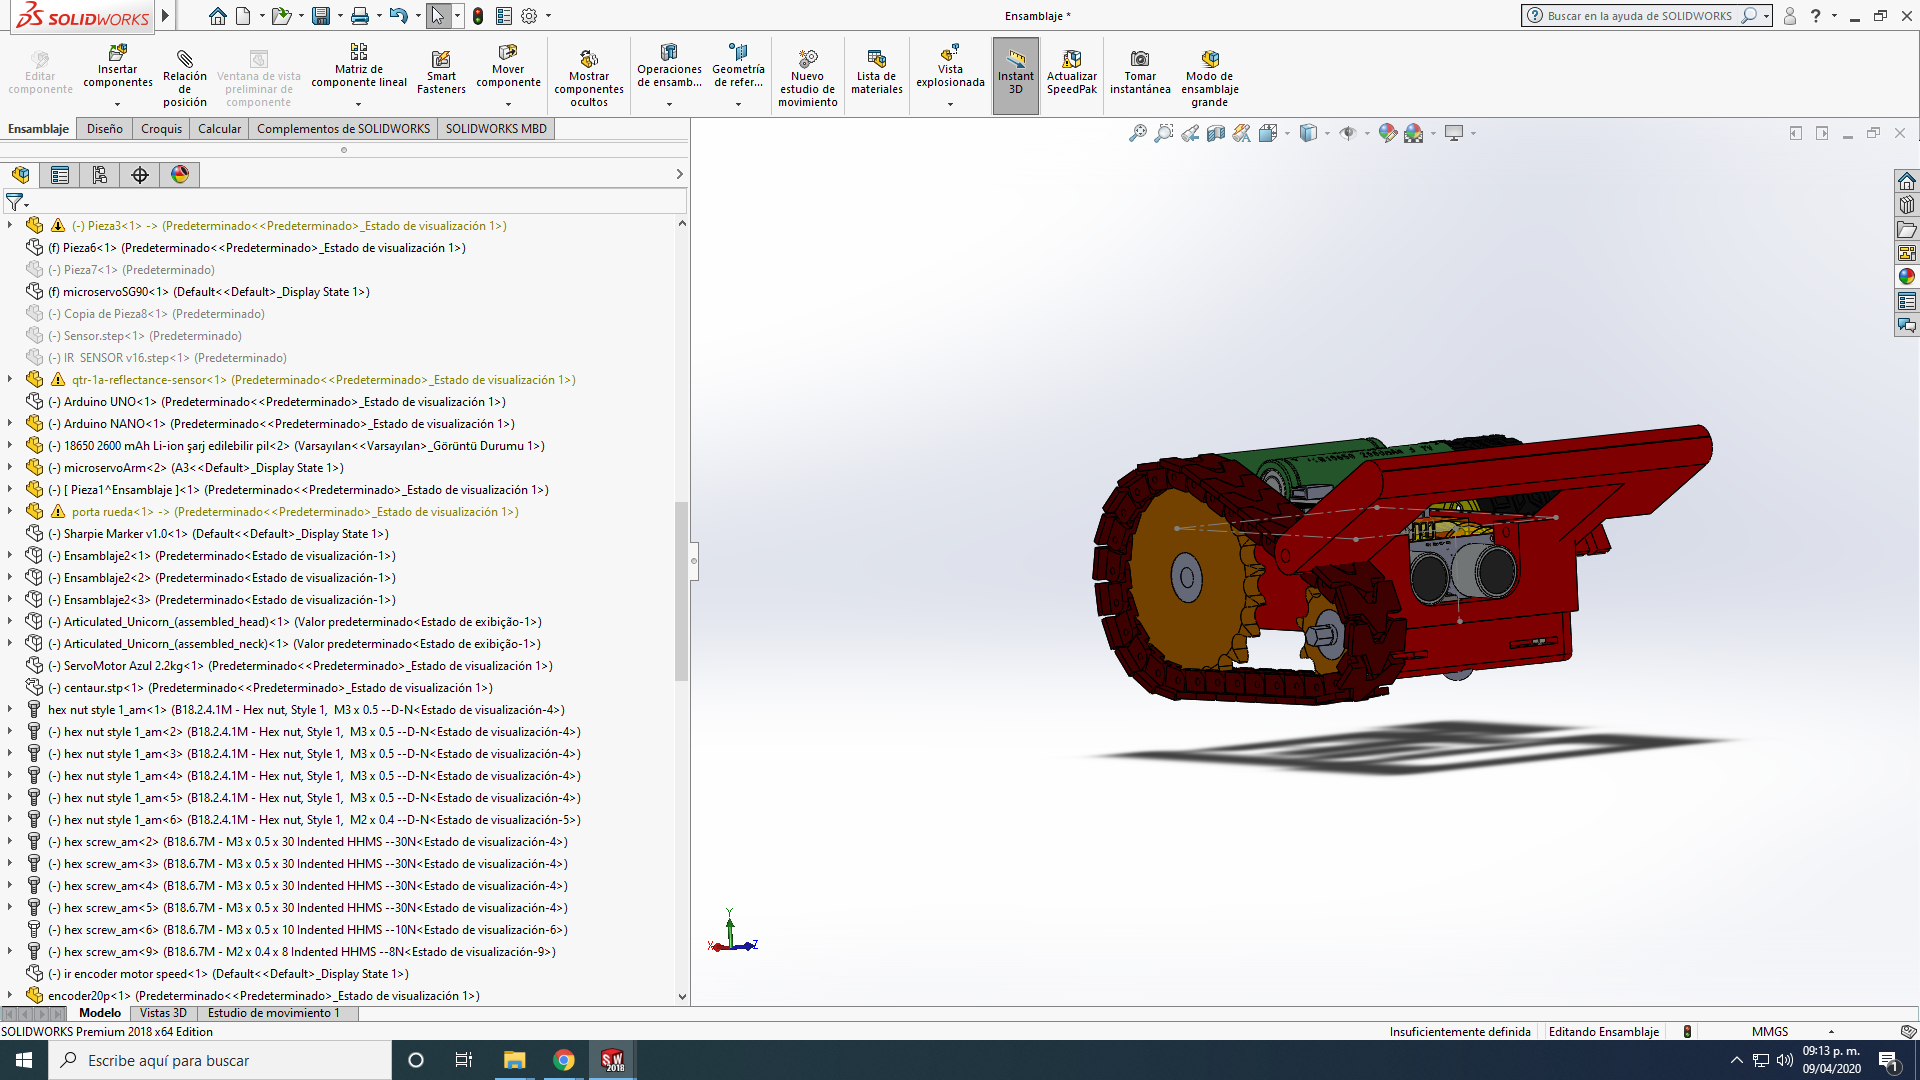 SOLIDWORKS
Ensamblaje *
Buscar en la ayuda de SOLIDWORKS
Editar componente
Insertar componentes
Relación de posición
Ventana de vista preliminar de componente
Matriz de componente lineal
Smart Fasteners
Mover componente
Mostrar componentes ocultos
Operaciones de ensamb...
Geometría de refer...
Nuevo estudio de movimiento
Lista de materiales
Vista explosionada
Instant 3D
Actualizar SpeedPak
Tomar instantánea
Modo de ensamblaje grande
Ensamblaje
Diseño
Croquis
Calcular
Complementos de SOLIDWORKS
SOLIDWORKS MBD
(-) Pieza3<1> -> (Predeterminado<<Predeterminado>_Estado de visualización 1>)
(f) Pieza6<1> (Predeterminado<<Predeterminado>_Estado de visualización 1>)
(-) Pieza7<1> (Predeterminado)
(f) microservoSG90<1> (Default<<Default>_Display State 1>)
(-) Copia de Pieza8<1> (Predeterminado)
(-) Sensor.step<1> (Predeterminado)
(-) IR SENSOR v16.step<1> (Predeterminado)
qtr-1a-reflectance-sensor<1> (Predeterminado<<Predeterminado>_Estado de visualización 1>)
(-) Arduino UNO<1> (Predeterminado<<Predeterminado>_Estado de visualización 1>)
(-) Arduino NANO<1> (Predeterminado<<Predeterminado>_Estado de visualización 1>)
(-) 18650 2600 mAh Li-ion şarj edilebilir pil<2> (Varsayılan<<Varsayılan>_Görüntü Durumu 1>)
(-) microservoArm<2> (A3<<Default>_Display State 1>)
(-) [ Pieza1^Ensamblaje ]<1> (Predeterminado<<Predeterminado>_Estado de visualización 1>)
porta rueda<1> -> (Predeterminado<<Predeterminado>_Estado de visualización 1>)
(-) Sharpie Marker v1.0<1> (Default<<Default>_Display State 1>)
(-) Ensamblaje2<1> (Predeterminado<Estado de visualización-1>)
(-) Ensamblaje2<2> (Predeterminado<Estado de visualización-1>)
(-) Ensamblaje2<3> (Predeterminado<Estado de visualización-1>)
(-) Articulated_Unicorn_(assembled_head)<1> (Valor predeterminado<Estado de exibição-1>)
(-) Articulated_Unicorn_(assembled_neck)<1> (Valor predeterminado<Estado de exibição-1>)
(-) ServoMotor Azul 2.2kg<1> (Predeterminado<<Predeterminado>_Estado de visualización 1>)
(-) centaur.stp<1> (Predeterminado<<Predeterminado>_Estado de visualización 1>)
hex nut style 1_am<1> (B18.2.4.1M - Hex nut, Style 1, M3 x 0.5 --D-N<Estado de visualización-4>)
(-) hex nut style 1_am<2> (B18.2.4.1M - Hex nut, Style 1, M3 x 0.5 --D-N<Estado de visualización-4>)
(-) hex nut style 1_am<3> (B18.2.4.1M - Hex nut, Style 1, M3 x 0.5 --D-N<Estado de visualización-4>)
(-) hex nut style 1_am<4> (B18.2.4.1M - Hex nut, Style 1, M3 x 0.5 --D-N<Estado de visualización-4>)
(-) hex nut style 1_am<5> (B18.2.4.1M - Hex nut, Style 1, M3 x 0.5 --D-N<Estado de visualización-4>)
(-) hex nut style 1_am<6> (B18.2.4.1M - Hex nut, Style 1, M2 x 0.4 --D-N<Estado de visualización-5>)
(-) hex screw_am<2> (B18.6.7M - M3 x 0.5 x 30 Indented HHMS --30N<Estado de visualización-4>)
(-) hex screw_am<3> (B18.6.7M - M3 x 0.5 x 30 Indented HHMS --30N<Estado de visualización-4>)
(-) hex screw_am<4> (B18.6.7M - M3 x 0.5 x 30 Indented HHMS --30N<Estado de visualización-4>)
(-) hex screw_am<5> (B18.6.7M - M3 x 0.5 x 30 Indented HHMS --30N<Estado de visualización-4>)
(-) hex screw_am<6> (B18.6.7M - M3 x 0.5 x 10 Indented HHMS --10N<Estado de visualización-6>)
(-) hex screw_am<9> (B18.6.7M - M2 x 0.4 x 8 Indented HHMS --8N<Estado de visualización-9>)
(-) ir encoder motor speed<1> (Default<<Default>_Display State 1>)
encoder20p<1> (Predeterminado<<Predeterminado>_Estado de visualización 1>)
Y
X
Z
Modelo
Vistas 3D
Estudio de movimiento 1
SOLIDWORKS Premium 2018 x64 Edition
Insuficientemente definida
Editando Ensamblaje
MMGS
Escribe aquí para buscar
SW 2018
09:13 p. m.
09/04/2020
1